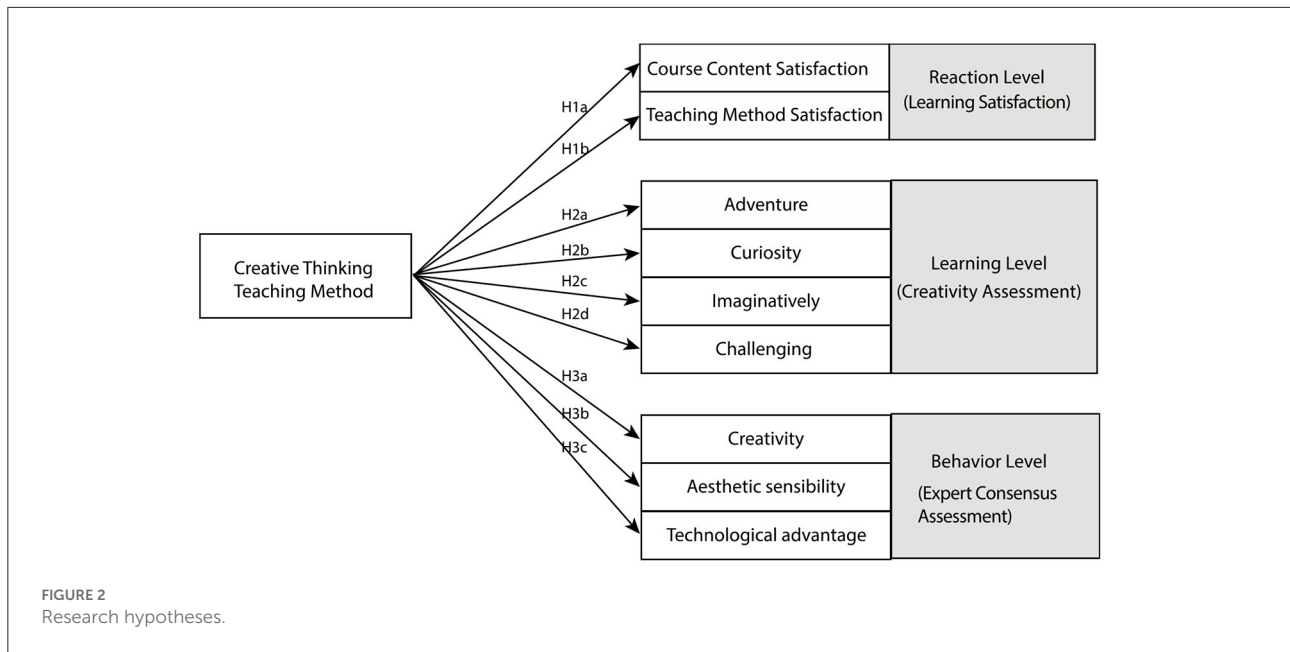 Creative Thinking
Teaching Method
H1a
H1b
H2a
H2b
H2c
H2d
H3a
H3b
H3c
Course Content Satisfaction
Teaching Method Satisfaction
Reaction Level
(Learning Satisfaction)
Adventure
Curiosity
Imaginatively
Challenging
Learning Level
(Creativity Assessment)
Creativity
Aesthetic sensibility
Technological advantage
Behavior Level
(Expert Consensus
Assessment)
FIGURE 2
Research hypotheses.